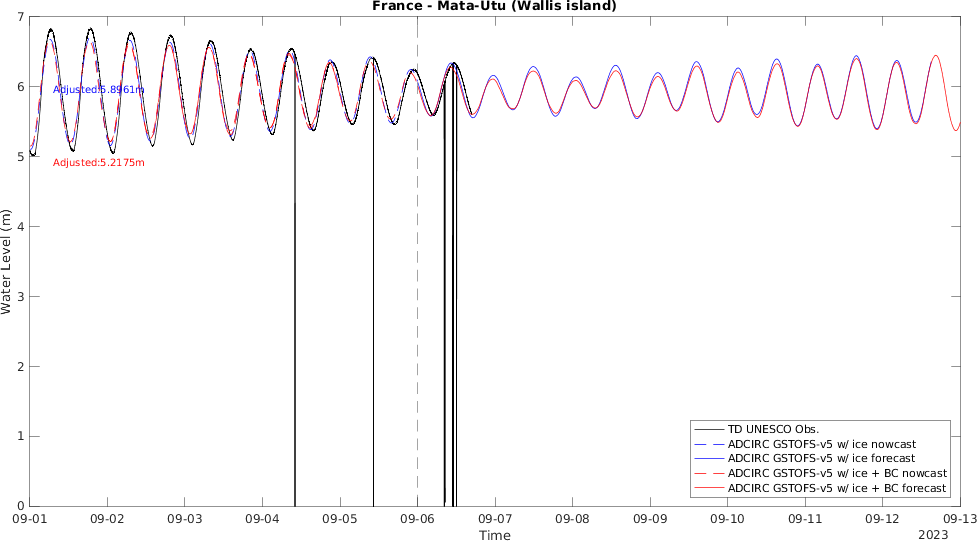 France - Mata-Utu (Wallis island)
7
6
5
4
3
2
1
0
Water Level (m)
Adjusted:5.8961m
Adjusted:5.2175m
TD UNESCO Obs.
ADCIRC GSTOFS-v5 w/ ice nowcast
ADCIRC GSTOFS-v5 w/ ice forecast
ADCIRC GSTOFS-v5 w/ ice + BC nowcast
ADCIRC GSTOFS-v5 w/ ice + BC forecast
09-01 09-02 09-03 09-04 09-05 09-06 09-07 09-08 09-09 09-10 09-11 09-12 09-13
Time
2023